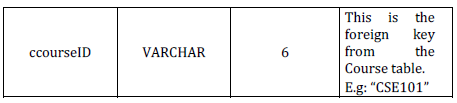 This is the
foreign key
from the
ccourseID VARCHAR 6 Course table.
E.g: “CSE101”